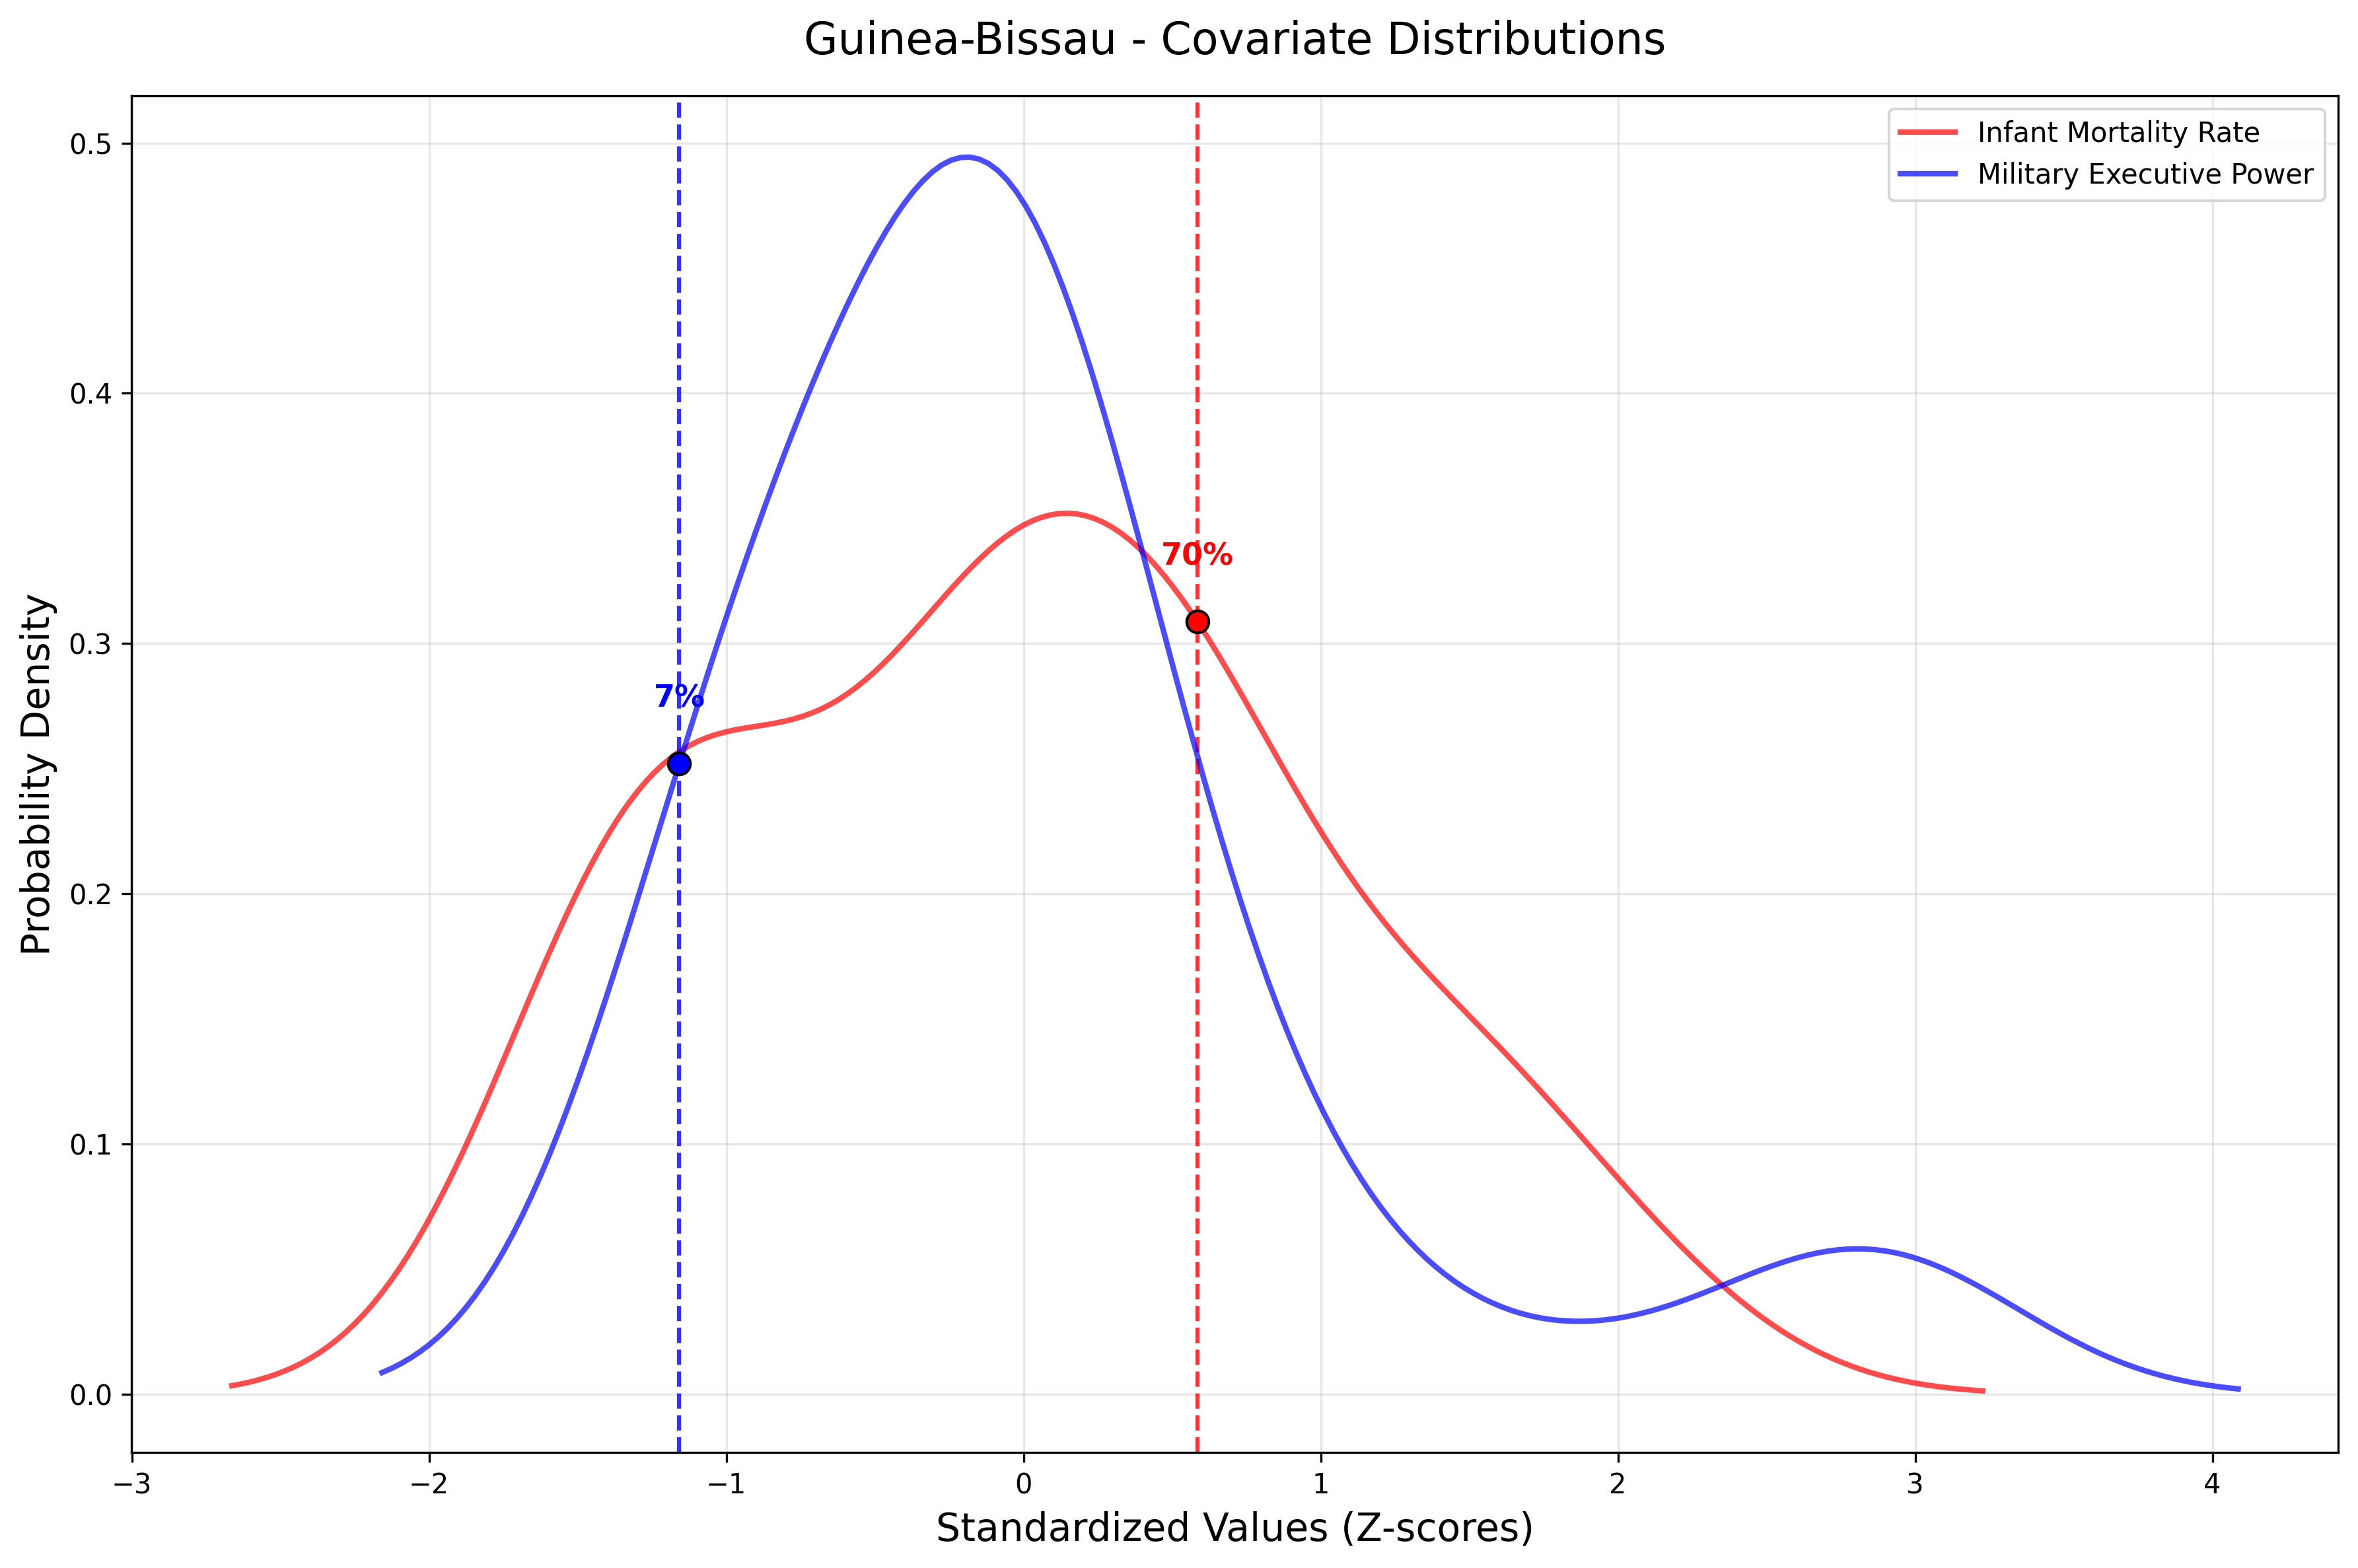 Guinea-Bissau - Covariate Distributions
Infant Mortality Rate
Military Executive Power
Probability Density
0.5
0.4
0.3
0.2
0.1
0.0
70%
7%
−3 −2 −1 0 1 2 3 4
Standardized Values (Z-scores)